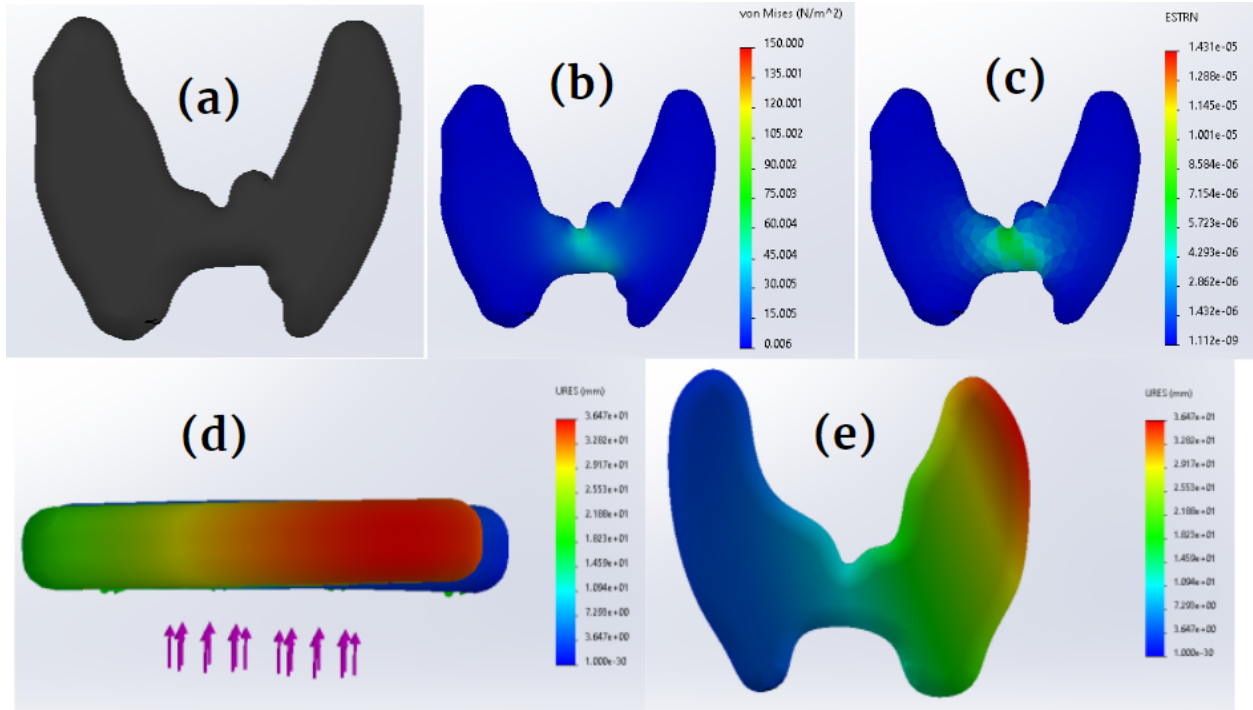 (a)
(b)
von Mises (N/m^2)
150.000
135.001
120.001
105.002
90.002
75.003
60.004
45.004
30.005
15.005
0.006
(c)
ESTRN
1.431e-05
1.288e-05
1.145e-05
1.001e-05
8.584e-06
7.154e-06
5.723e-06
4.293e-06
2.862e-06
1.432e-06
1.112e-09
(d)
URES (mm)
3.647e+01
3.282e+01
2.917e+01
2.553e+01
2.188e+01
1.823e+01
1.459e+01
1.094e+01
7.293e+00
3.647e+00
1.000e-30
(e)
URES (mm)
3.647e+01
3.282e+01
2.917e+01
2.553e+01
2.188e+01
1.823e+01
1.459e+01
1.094e+01
7.293e+00
3.647e+00
1.000e-30